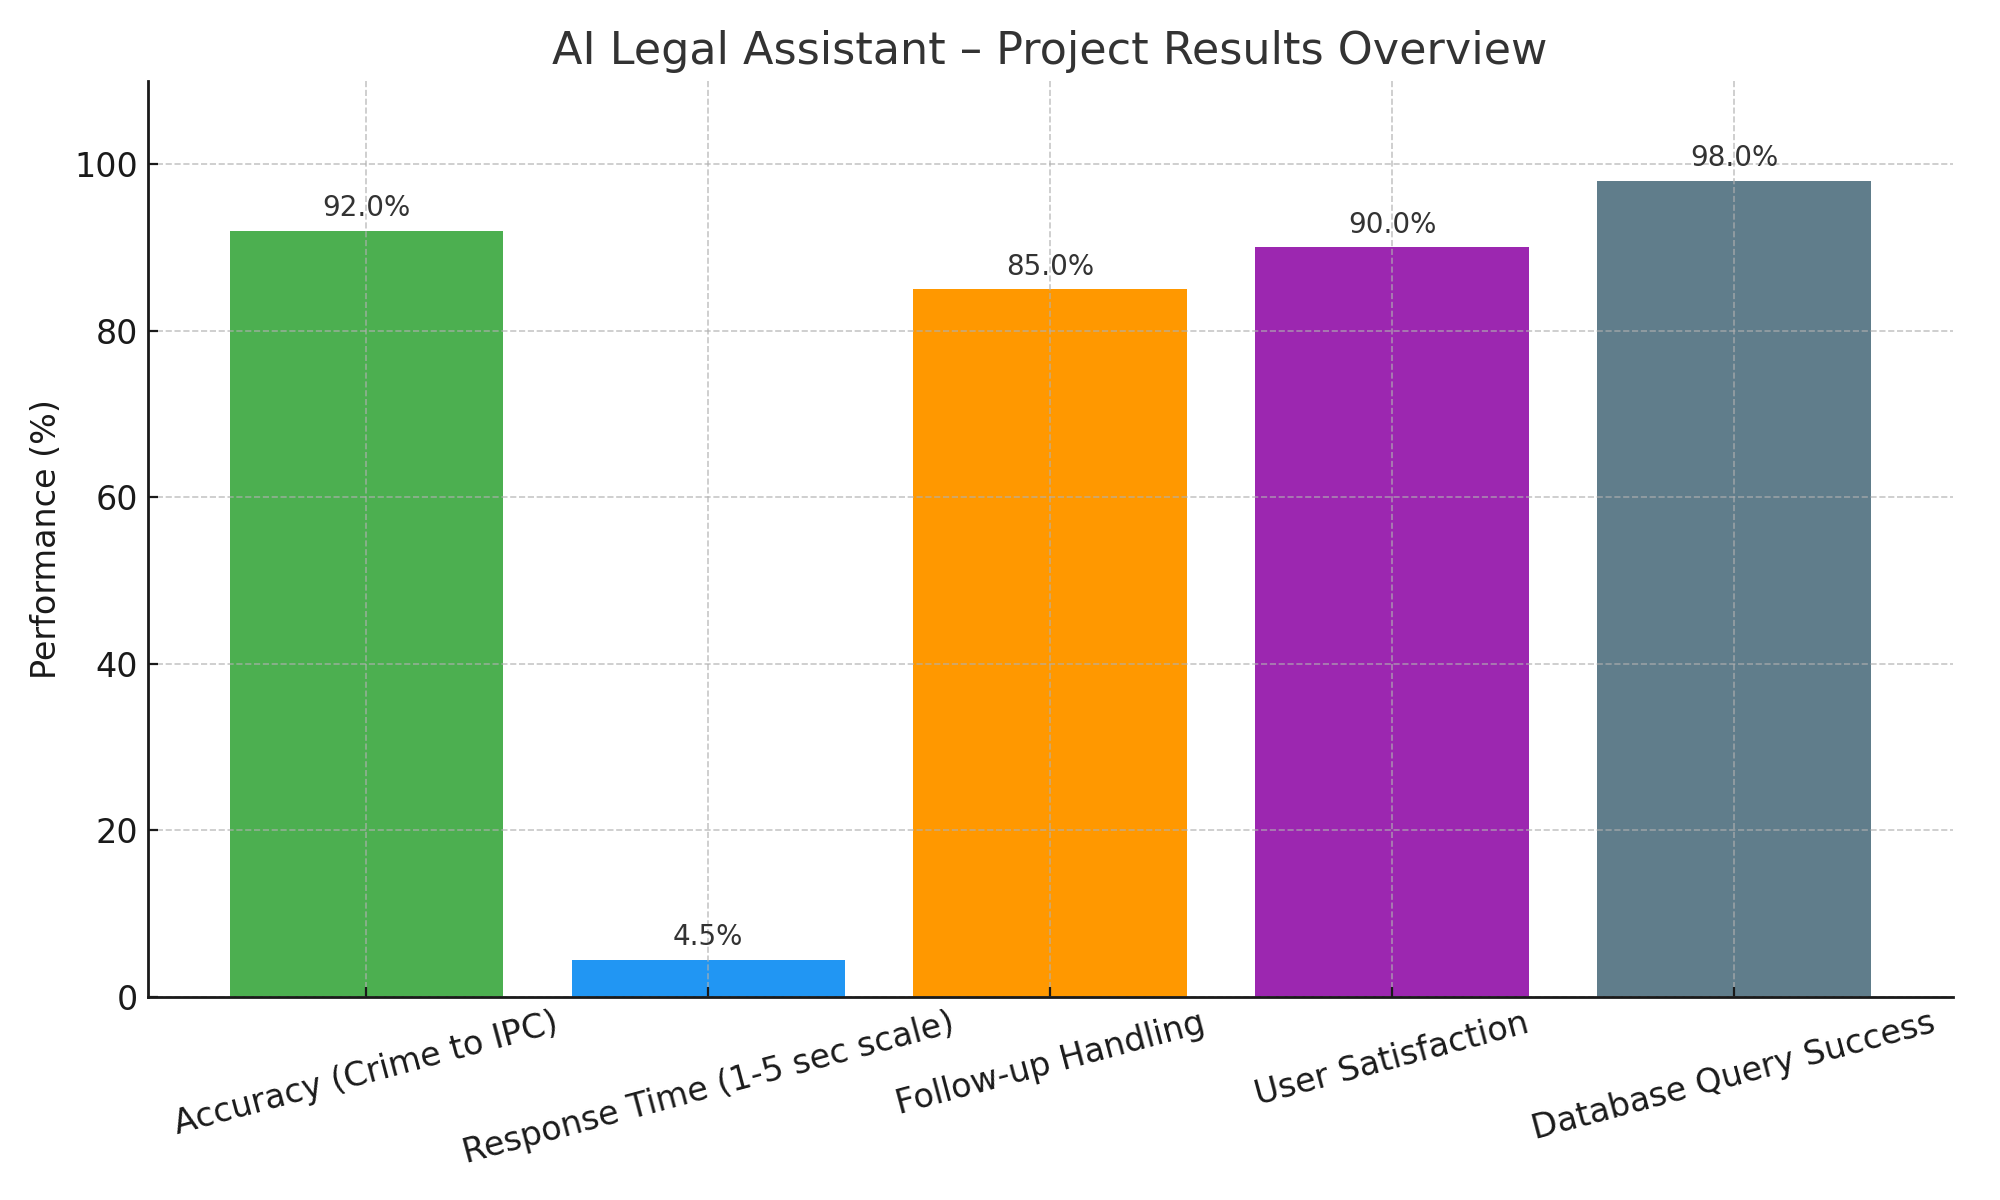 AI Legal Assistant – Project Results Overview
Performance (%)
100
80
60
40
20
0
92.0%
4.5%
85.0%
90.0%
98.0%
Accuracy (Crime to IPC)
Response Time (1-5 sec scale)
Follow-up Handling
User Satisfaction
Database Query Success